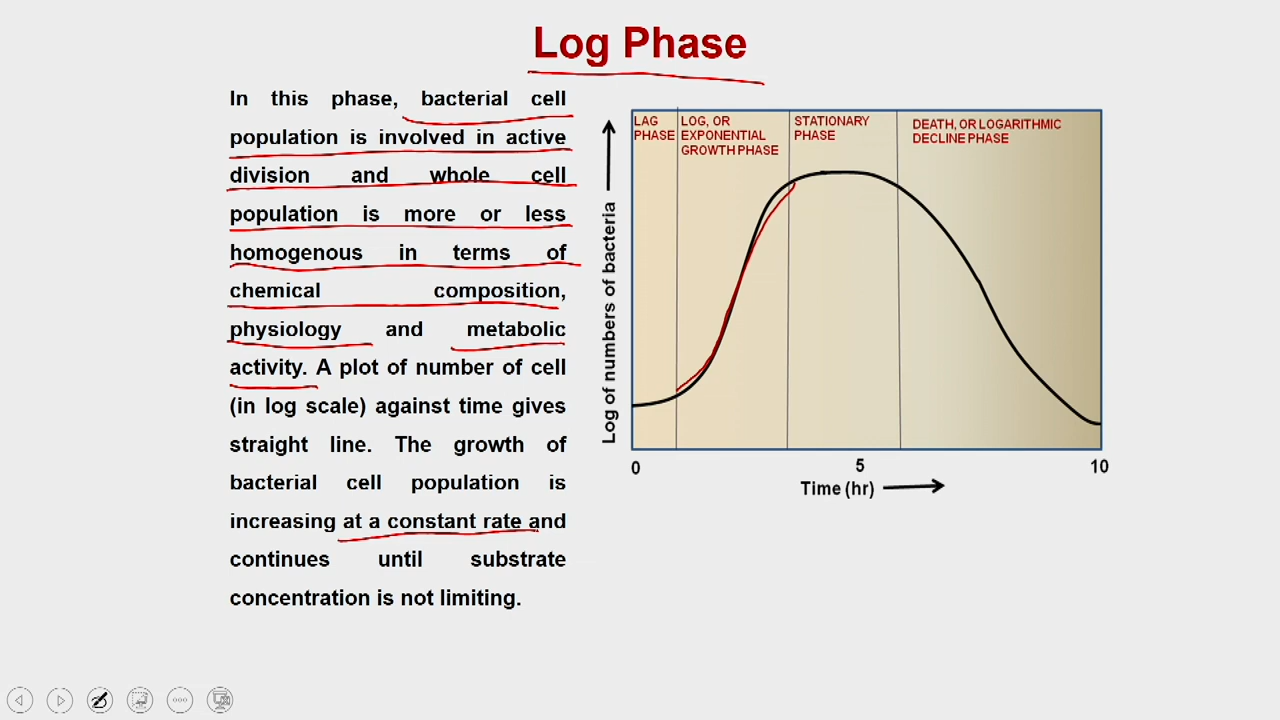 Log Phase
In this phase, bacterial cell
population is involved in active
division and whole cell
population is more or less
homogenous in terms of
chemical composition,
physiology and metabolic
activity. A plot of number of cell
(in log scale) against time gives
straight line. The growth of
bacterial cell population is
increasing at a constant rate and
continues until substrate
concentration is not limiting.
LAG
PHASE
LOG, OR
EXPONENTIAL
GROWTH PHASE
STATIONARY
PHASE
DEATH, OR LOGARITHMIC
DECLINE PHASE
Log of numbers of bacteria
0
5
10
Time (hr)